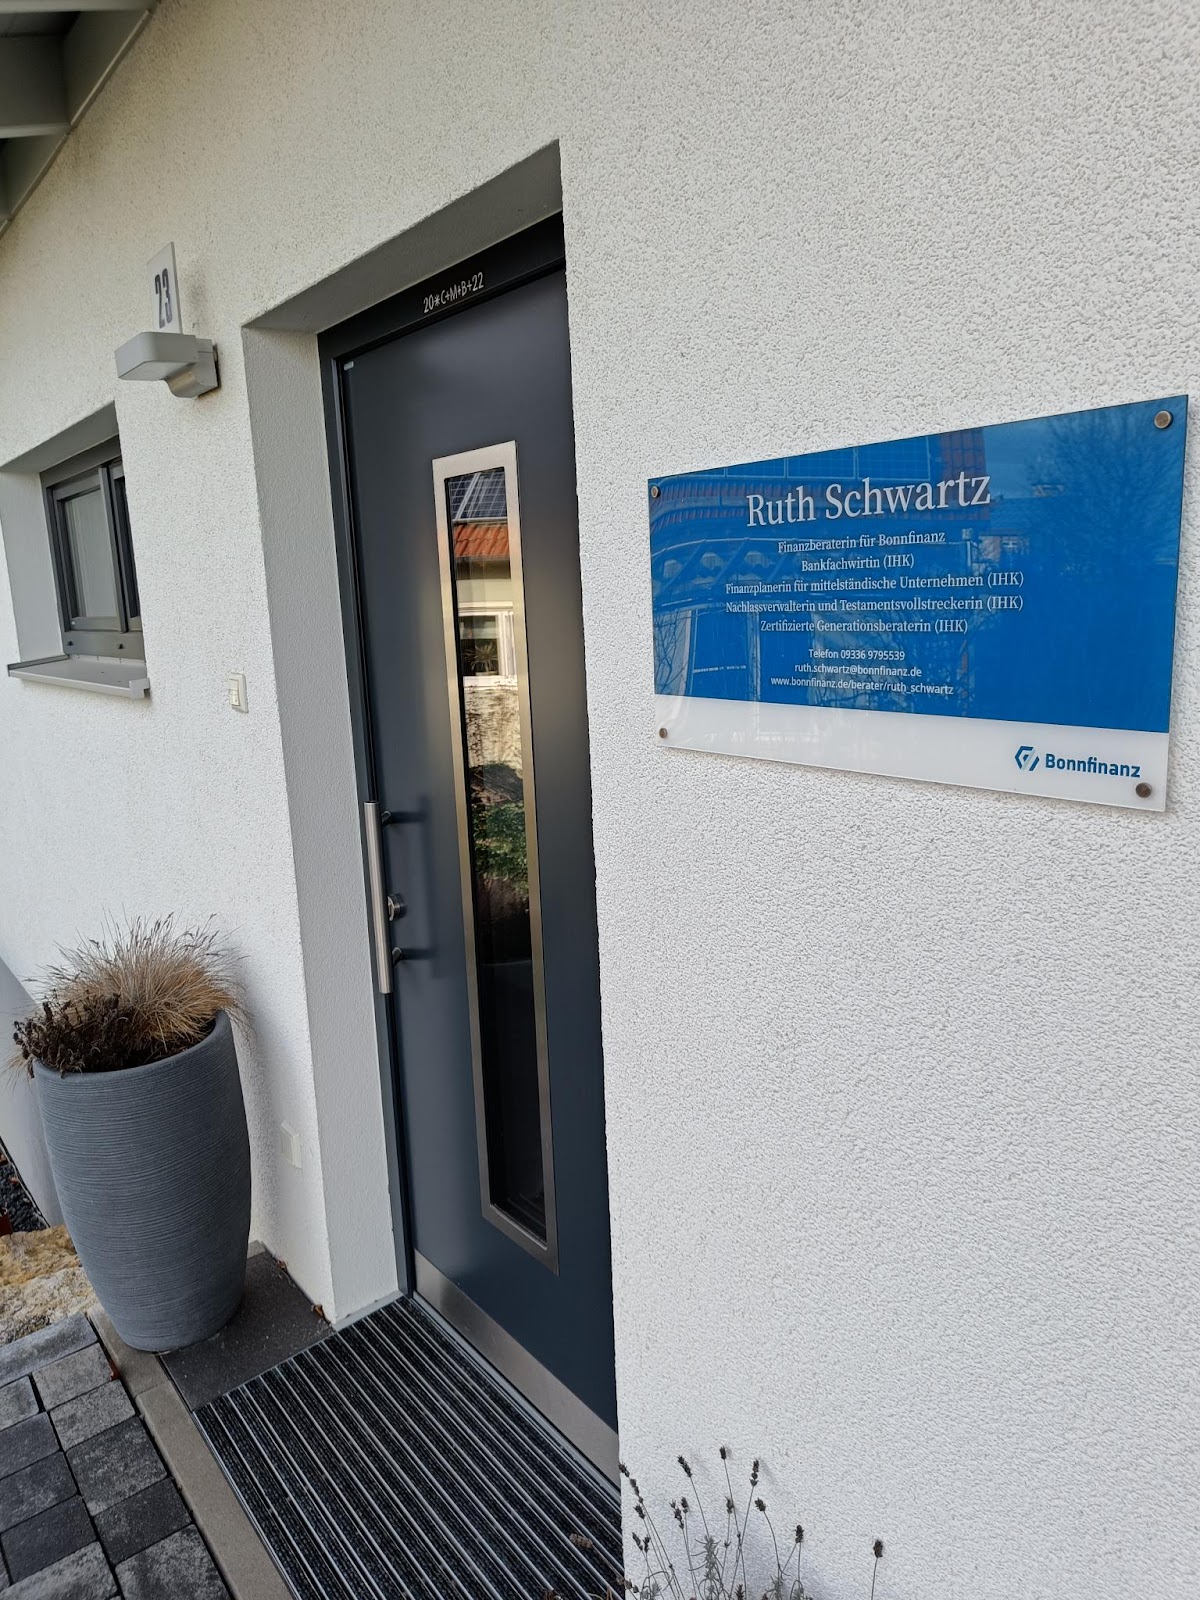 23
20*C+M+B+22
Ruth Schwartz
Finanzberaterin für Bonnfinanz
Bankfachwirtin (IHK)
Finanzplanerin für mittelständische Unternehmen (IHK)
Nachlassverwalterin und Testamentsvollstreckerin (IHK)
Zertifizierte Generationsberaterin (IHK)
Telefon 09336 9795539
ruth.schwartz@bonnfinanz.de
www.bonnfinanz.de/berater/ruth_schwartz
Bonnfinanz